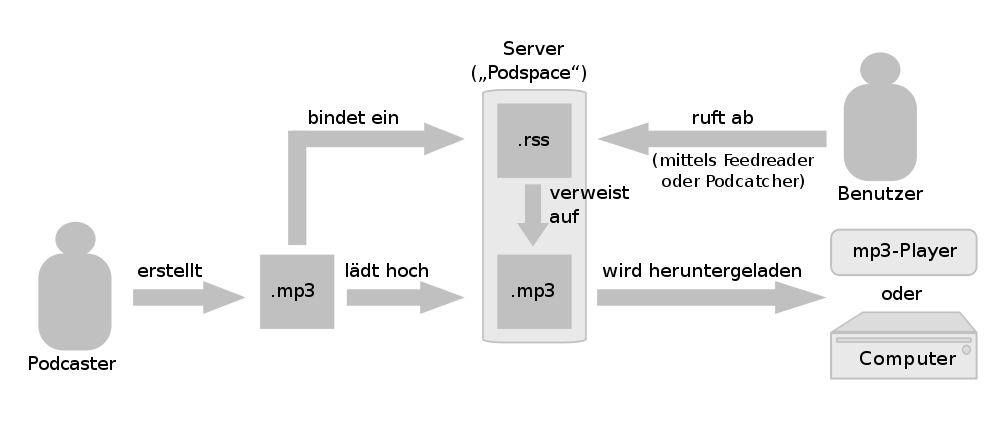 Server
(„Podspace“)
bindet ein
.rss
ruft ab
(mittels Feedreader
oder Podcatcher)
Benutzer
verweist
auf
erstellt
.mp3
lädt hoch
.mp3
wird heruntergeladen
mp3-Player
oder
Computer
Podcaster